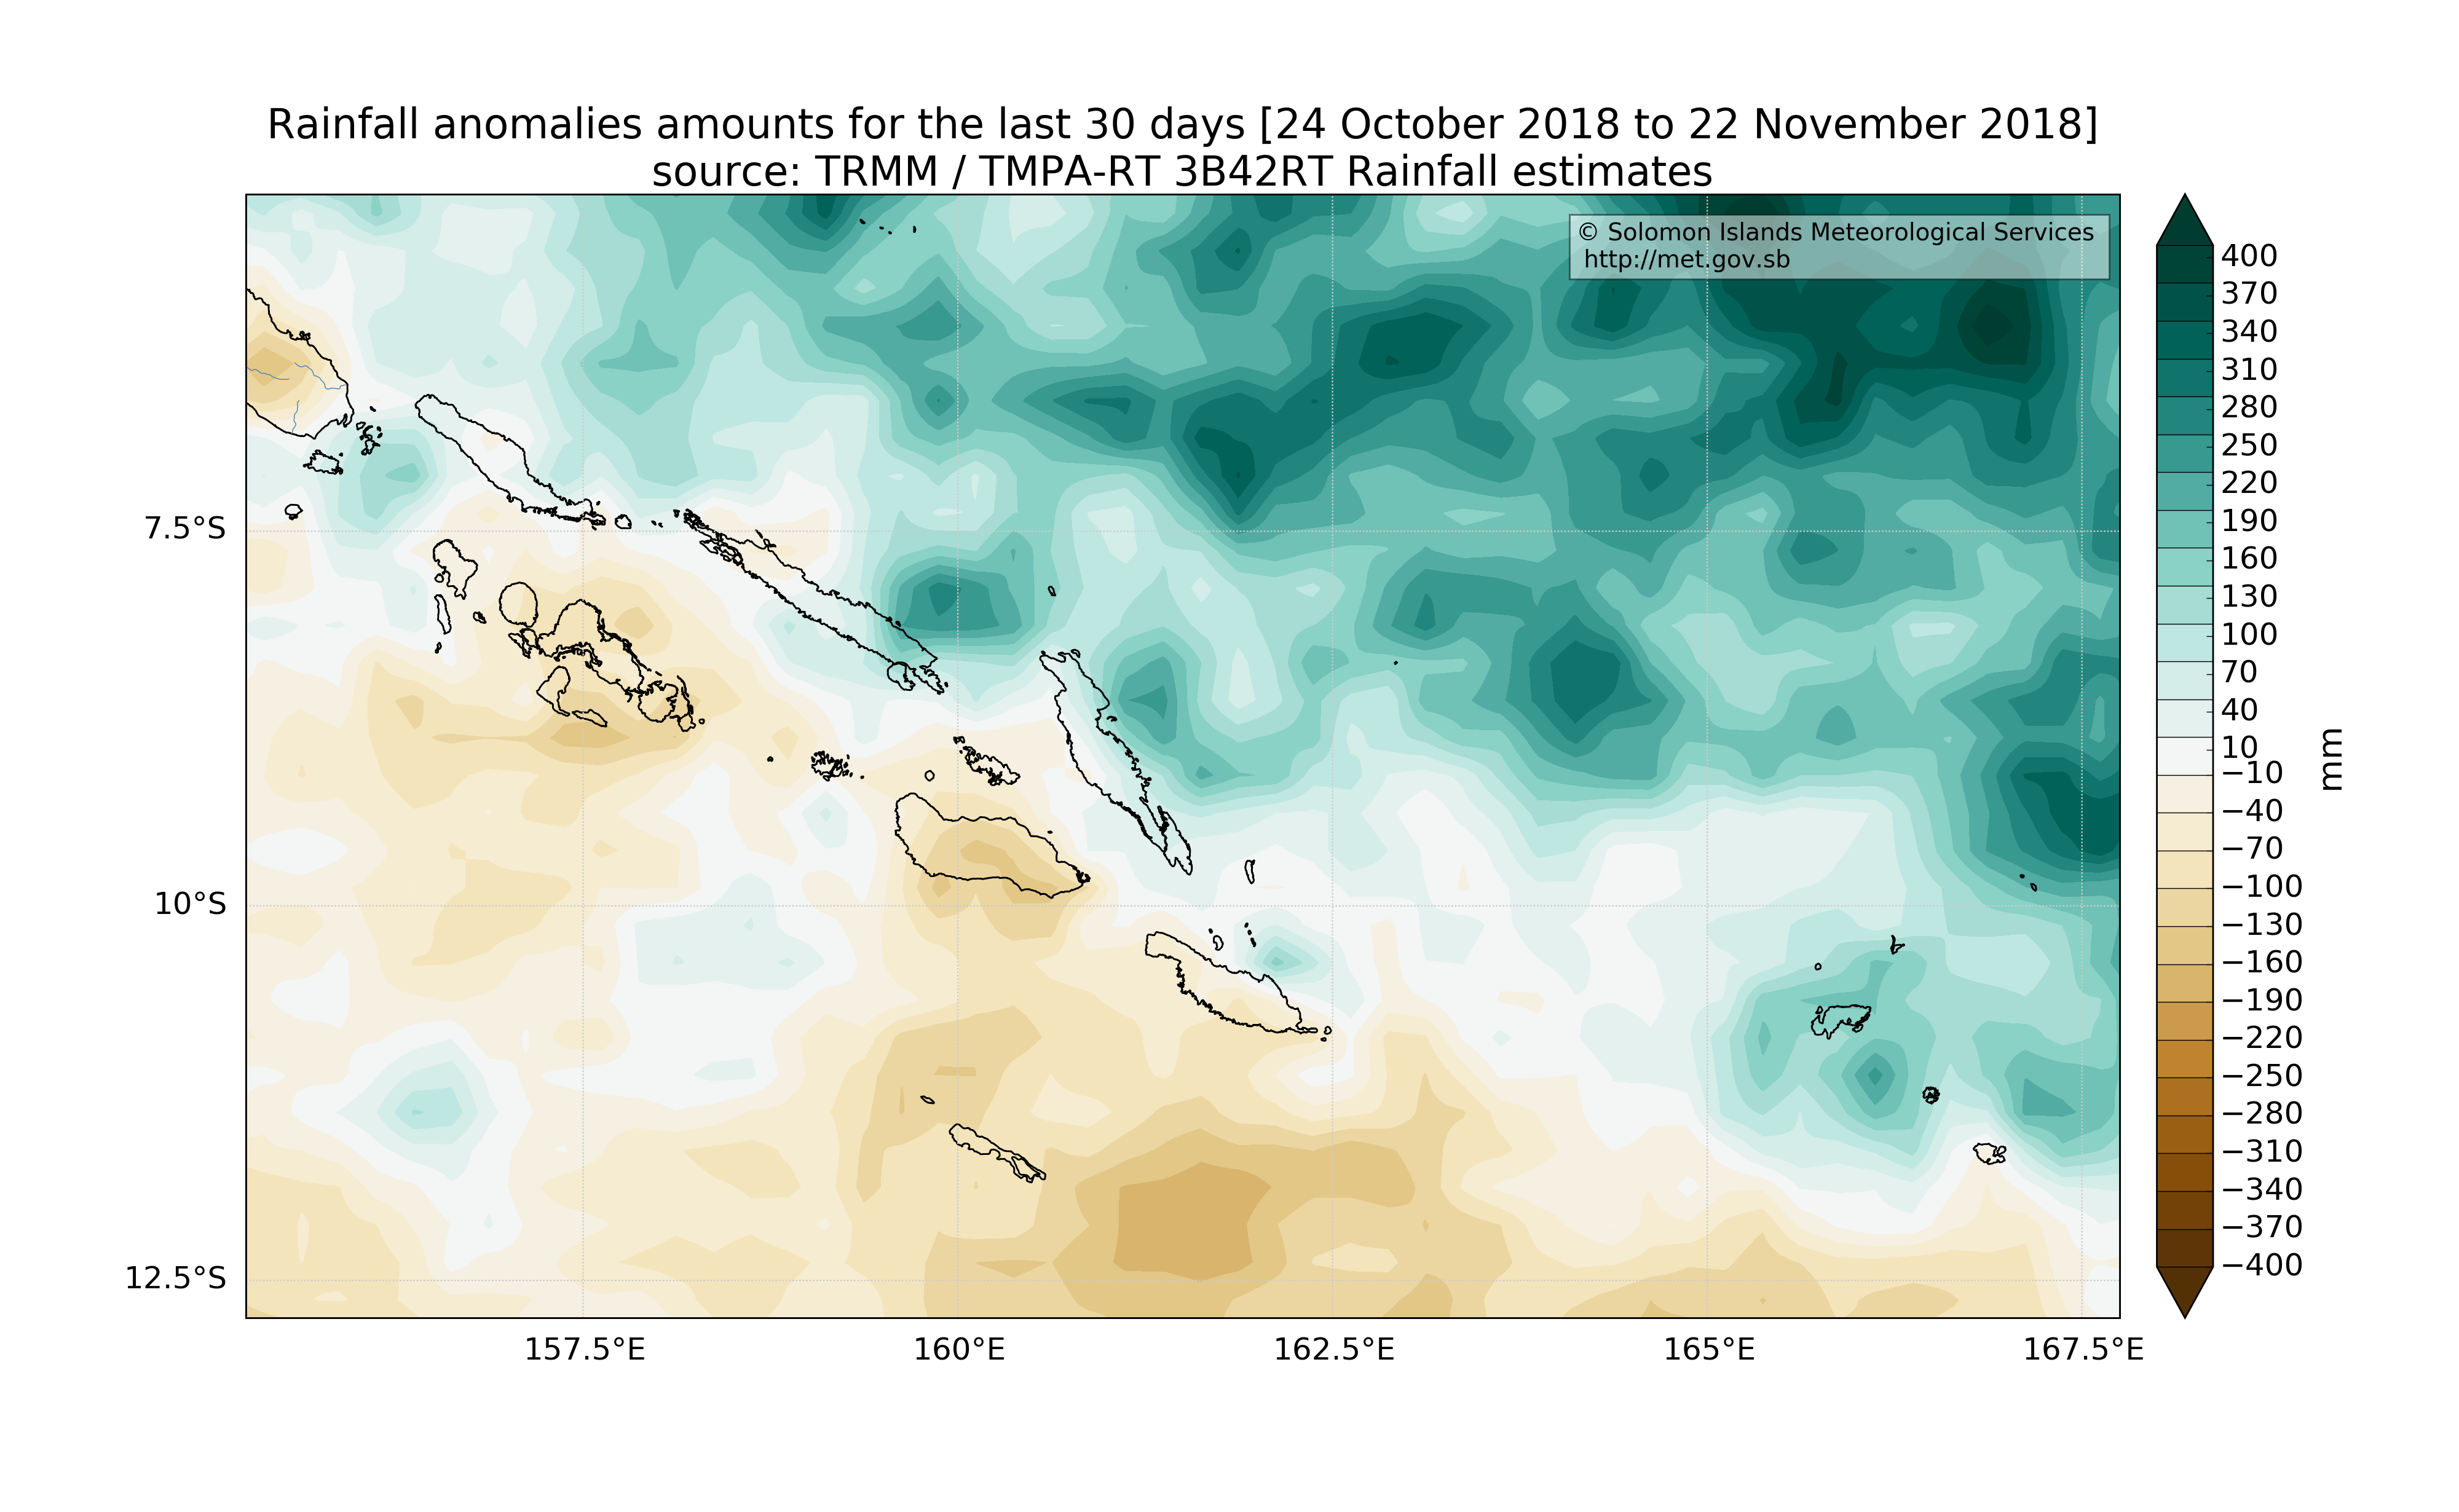 Rainfall anomalies amounts for the last 30 days [24 October 2018 to 22 November 2018]
source: TRMM / TMPA-RT 3B42RT Rainfall estimates
© Solomon Islands Meteorological Services
http://met.gov.sb
7.5°S
10°S
12.5°S
157.5°E
160°E
162.5°E
165°E
167.5°E
400
370
340
310
280
250
220
190
160
130
100
70
40
10
−10
−40
−70
−100
−130
−160
−190
−220
−250
−280
−310
−340
−370
−400
mm